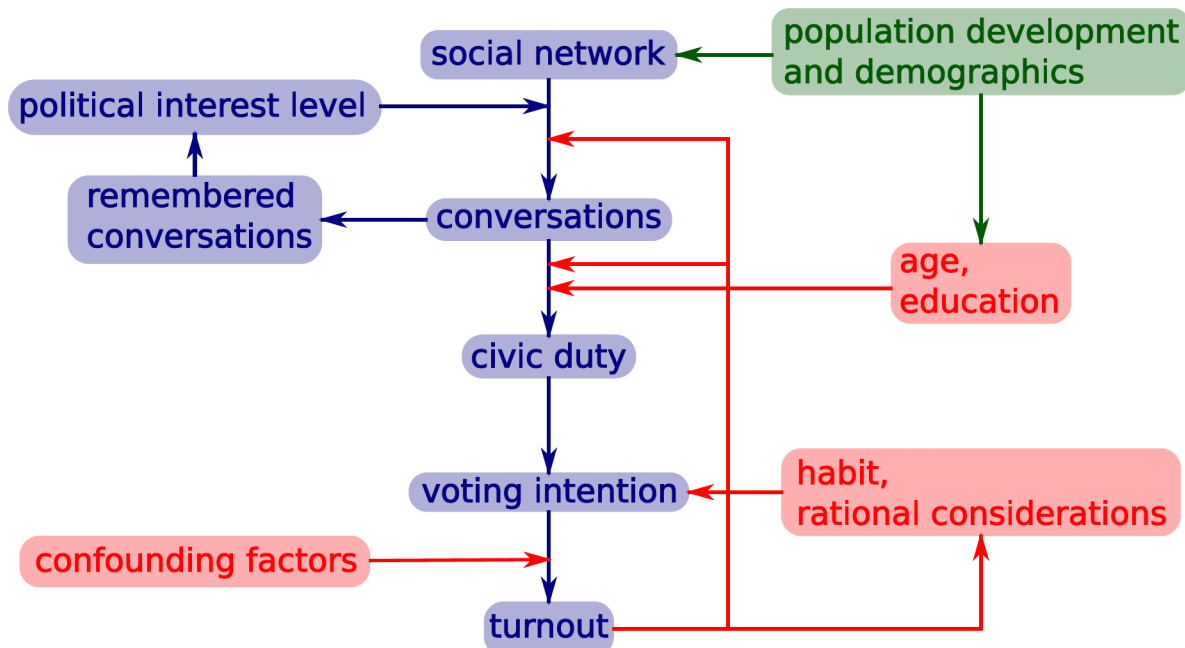 social network
population development
and demographics
political interest level
remembered
conversations
conversations
age,
education
civic duty
voting intention
habit,
rational considerations
confounding factors
turnout